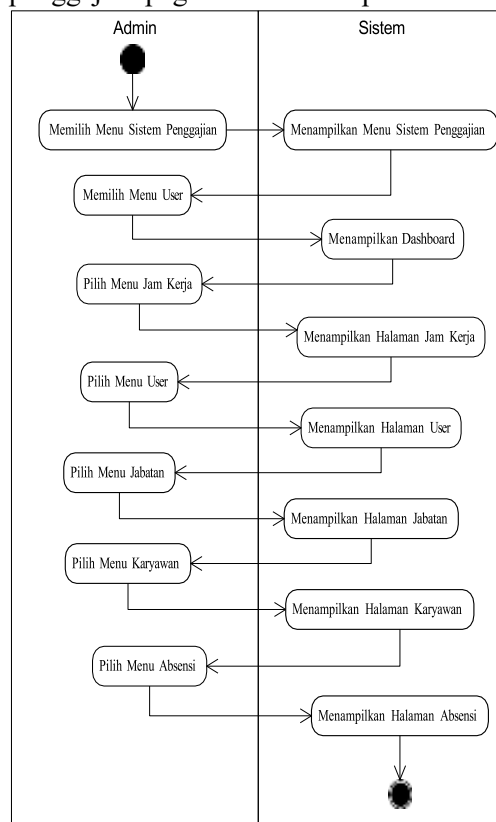 Admin
Sistem
Memilih Menu Sistem Penggajian
Menampilkan Menu Sistem Penggajian
Memilih Menu User
Menampilkan Dashboard
Pilih Menu Jam Kerja
Menampilkan Halaman Jam Kerja
Pilih Menu User
Menampilkan Halaman User
Pilih Menu Jabatan
Menampilkan Halaman Jabatan
Pilih Menu Karyawan
Menampilkan Halaman Karyawan
Pilih Menu Absensi
Menampilkan Halaman Absensi